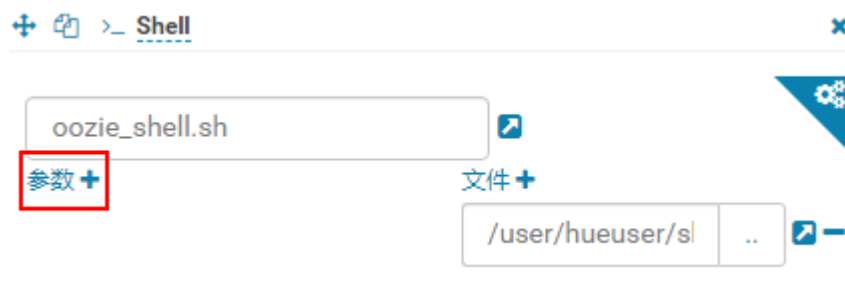 >_ Shell
oozie_shell.sh
参数 文件
/user/hueuser/sl ..